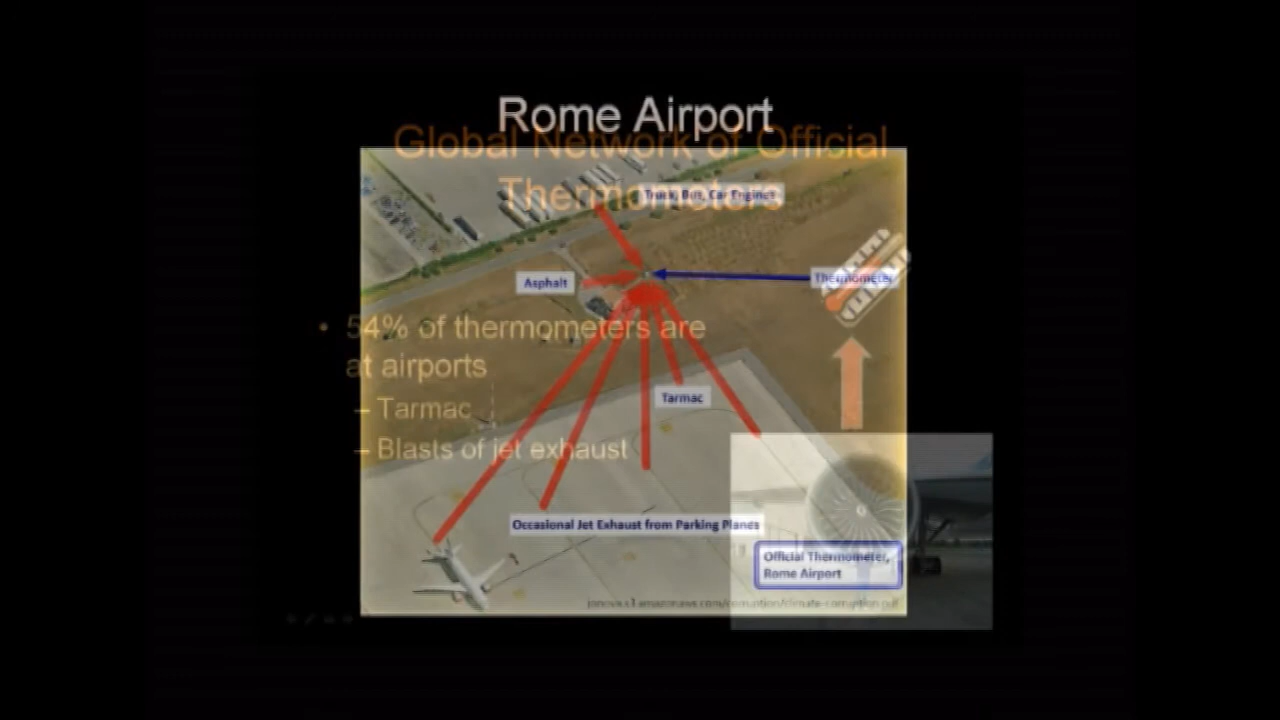 Rome Airport
Global Network of Official
Thermometers
Truck, Bus, Car Engines
Asphalt
Thermometer
• 54% of thermometers are
at airports
Tarmac
– Tarmac
– Blasts of jet exhaust
Occasional Jet Exhaust from Parking Planes
Official Thermometer,
Rome Airport